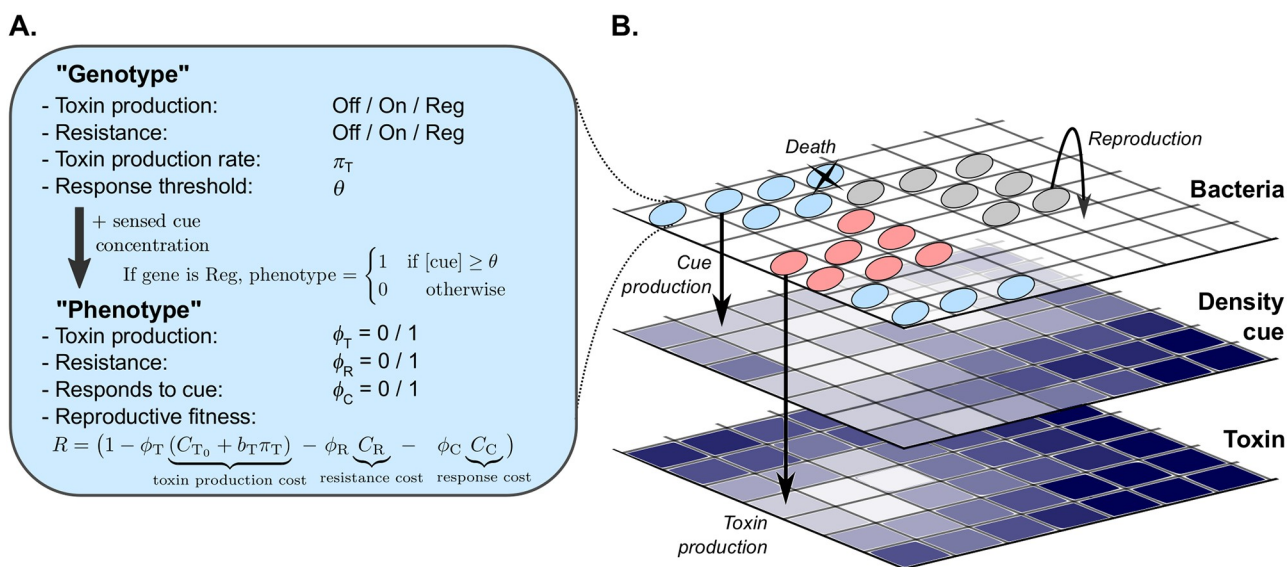 A.
"Genotype"
- Toxin production: Off / On / Reg
- Resistance: Off / On / Reg
- Toxin production rate: π_T
- Response threshold: θ
+ sensed cue
concentration
If gene is Reg, phenotype = { 1 if [cue] ≥ θ
0 otherwise
"Phenotype"
- Toxin production: ϕ_T = 0 / 1
- Resistance: ϕ_R = 0 / 1
- Responds to cue: ϕ_C = 0 / 1
- Reproductive fitness:
R = (1 − ϕ_T (C_T₀ + b_T π_T) − ϕ_R C_R − ϕ_C C_C)
toxin production cost resistance cost response cost
B.
Death
Reproduction
Bacteria
Cue
production
Density
cue
Toxin
Toxin
production